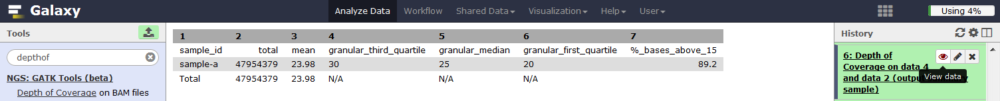 Galaxy Analyze Data Workflow Shared Data Visualization Help User Using 4%
Tools
depthof
NGS: GATK Tools (beta)
Depth of Coverage on BAM files
1 2 3 4 5 6 7
sample_id total mean granular_third_quartile granular_median granular_first_quartile %_bases_above_15
sample-a 47954379 23.98 30 25 20 89.2
Total 47954379 23.98 N/A N/A N/A
History
6: Depth of
Coverage on data 4
and data 2 (output
sample)
View data